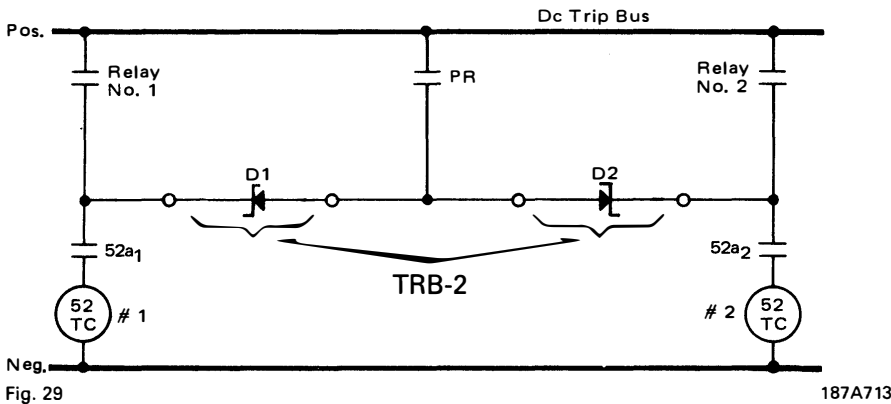 Dc Trip Bus
Pos.
Relay
No. 1
PR
Relay
No. 2
D1
D2
52a1
52a2
TRB-2
52
TC
# 1
# 2
52
TC
Neg.
Fig. 29
187A713